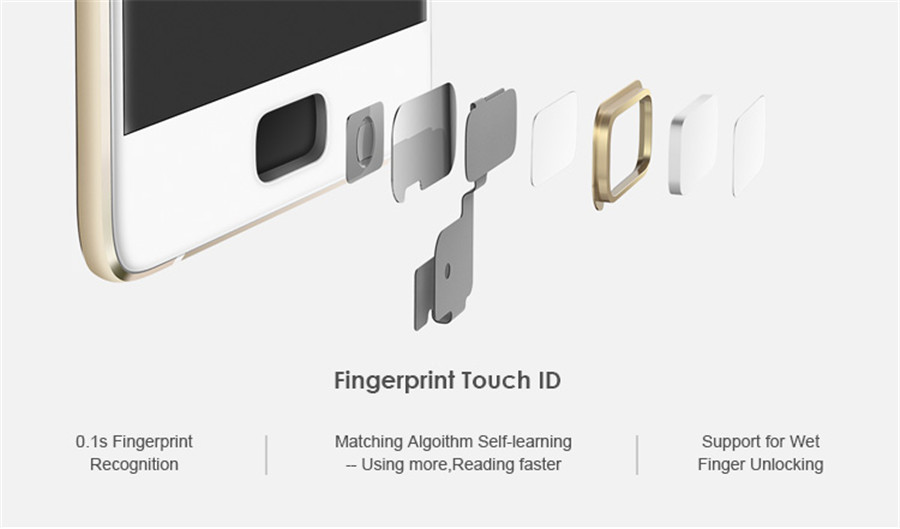 Fingerprint Touch ID
0.1s Fingerprint
Recognition
Matching Algoithm Self-learning
-- Using more,Reading faster
Support for Wet
Finger Unlocking